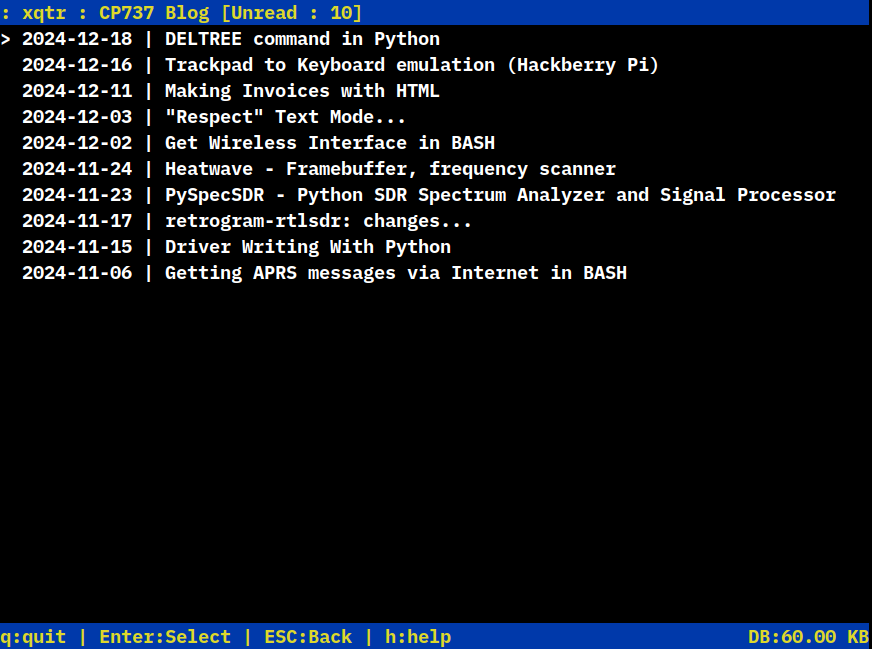 : xqtr : CP737 Blog [Unread : 10]
> 2024-12-18 | DELTREE command in Python
2024-12-16 | Trackpad to Keyboard emulation (Hackberry Pi)
2024-12-11 | Making Invoices with HTML
2024-12-03 | "Respect" Text Mode...
2024-12-02 | Get Wireless Interface in BASH
2024-11-24 | Heatwave - Framebuffer, frequency scanner
2024-11-23 | PySpecSDR - Python SDR Spectrum Analyzer and Signal Processor
2024-11-17 | retrogram-rtlsdr: changes...
2024-11-15 | Driver Writing With Python
2024-11-06 | Getting APRS messages via Internet in BASH
q:quit | Enter:Select | ESC:Back | h:help DB:60.00 KB